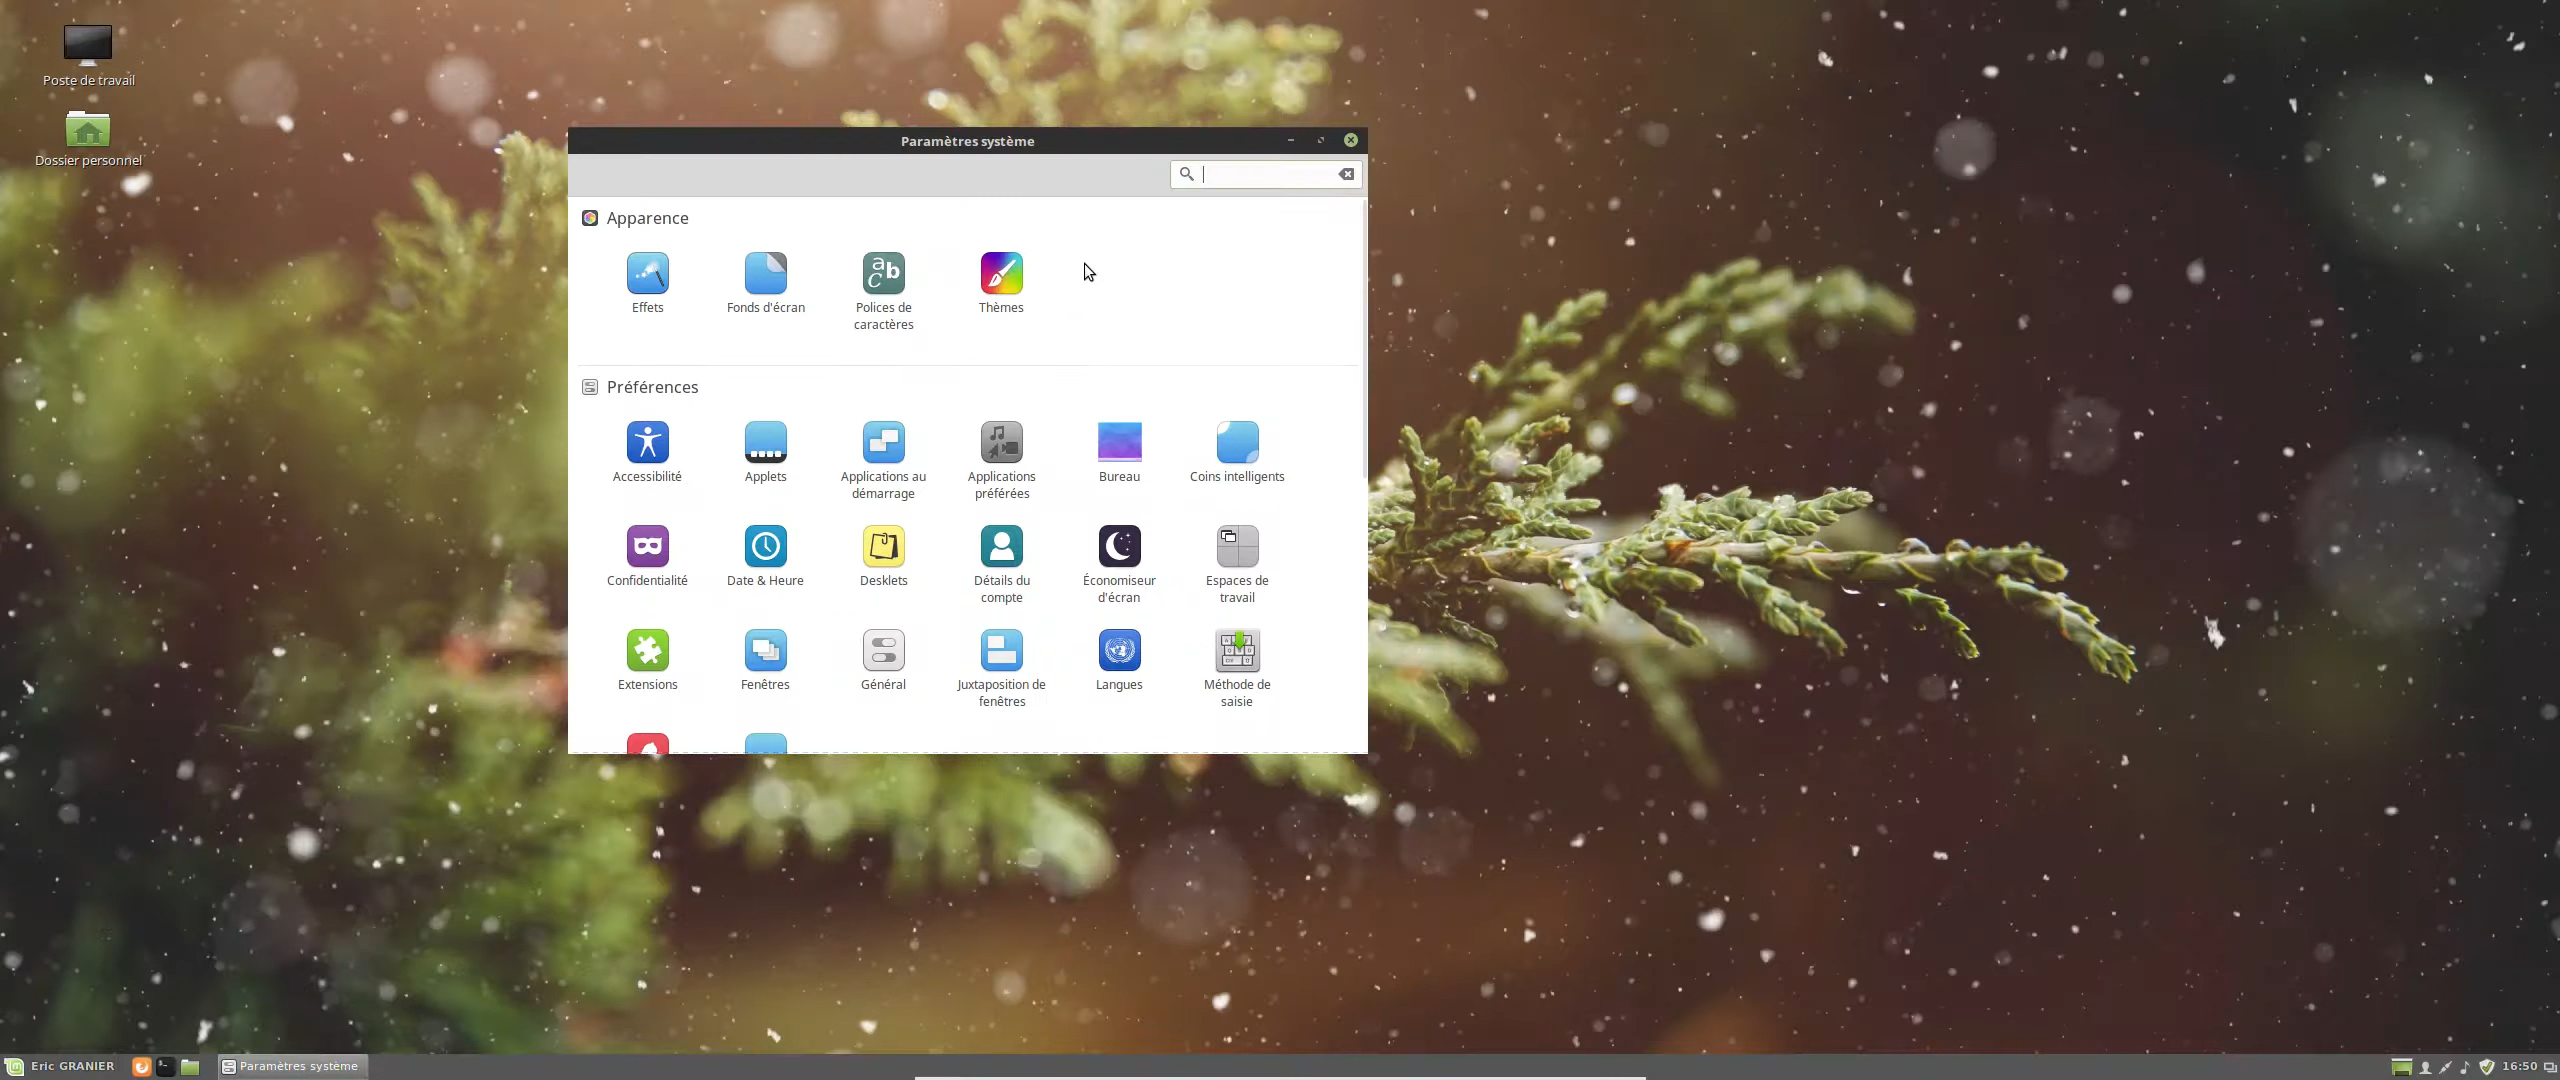 Poste de travail
Dossier personnel
Paramètres système
Apparence
Effets
Fonds d'écran
Polices de
caractères
Thèmes
Préférences
Accessibilité
Applets
Applications au
démarrage
Applications
préférées
Bureau
Coins intelligents
Confidentialité
Date & Heure
Desklets
Détails du
compte
Économiseur
d'écran
Espaces de
travail
Extensions
Fenêtres
Général
Juxtaposition de
fenêtres
Langues
Méthode de
saisie
Eric GRANIER
Paramètres système
16:50